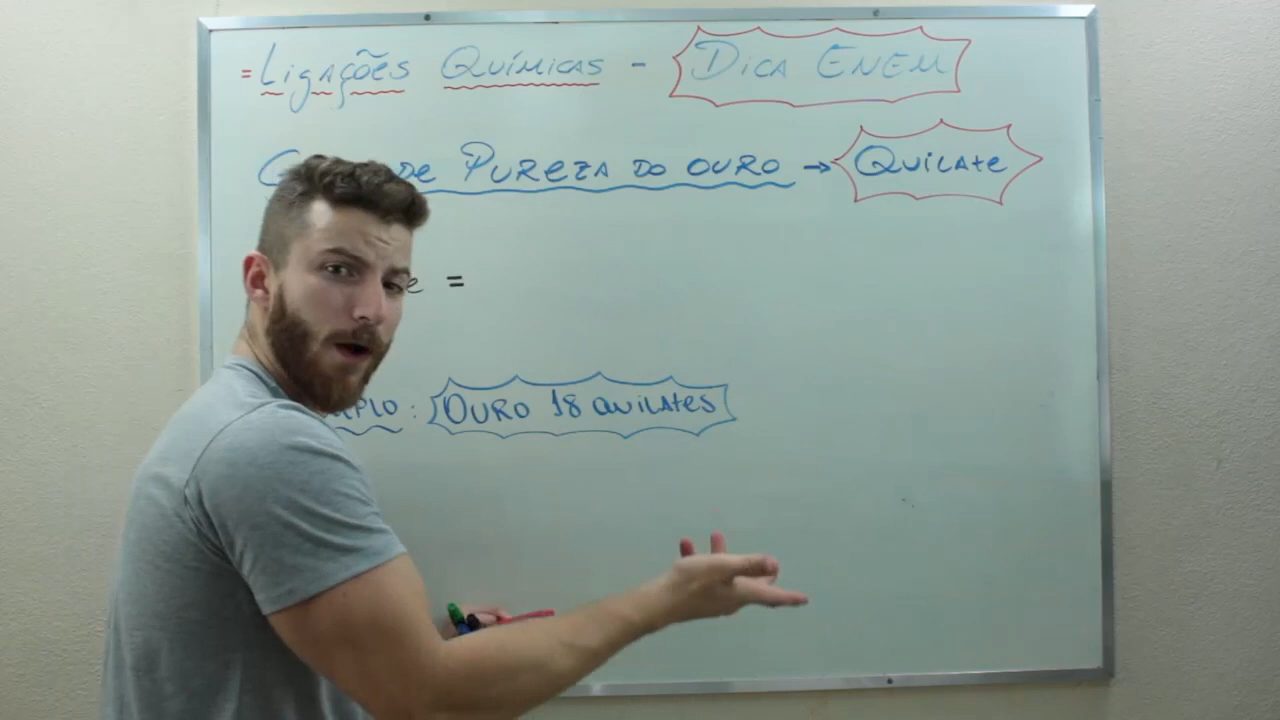 =Ligações Químicas - Dica Enem
de Pureza do ouro → Quilate
e =
: Ouro 18 quilates